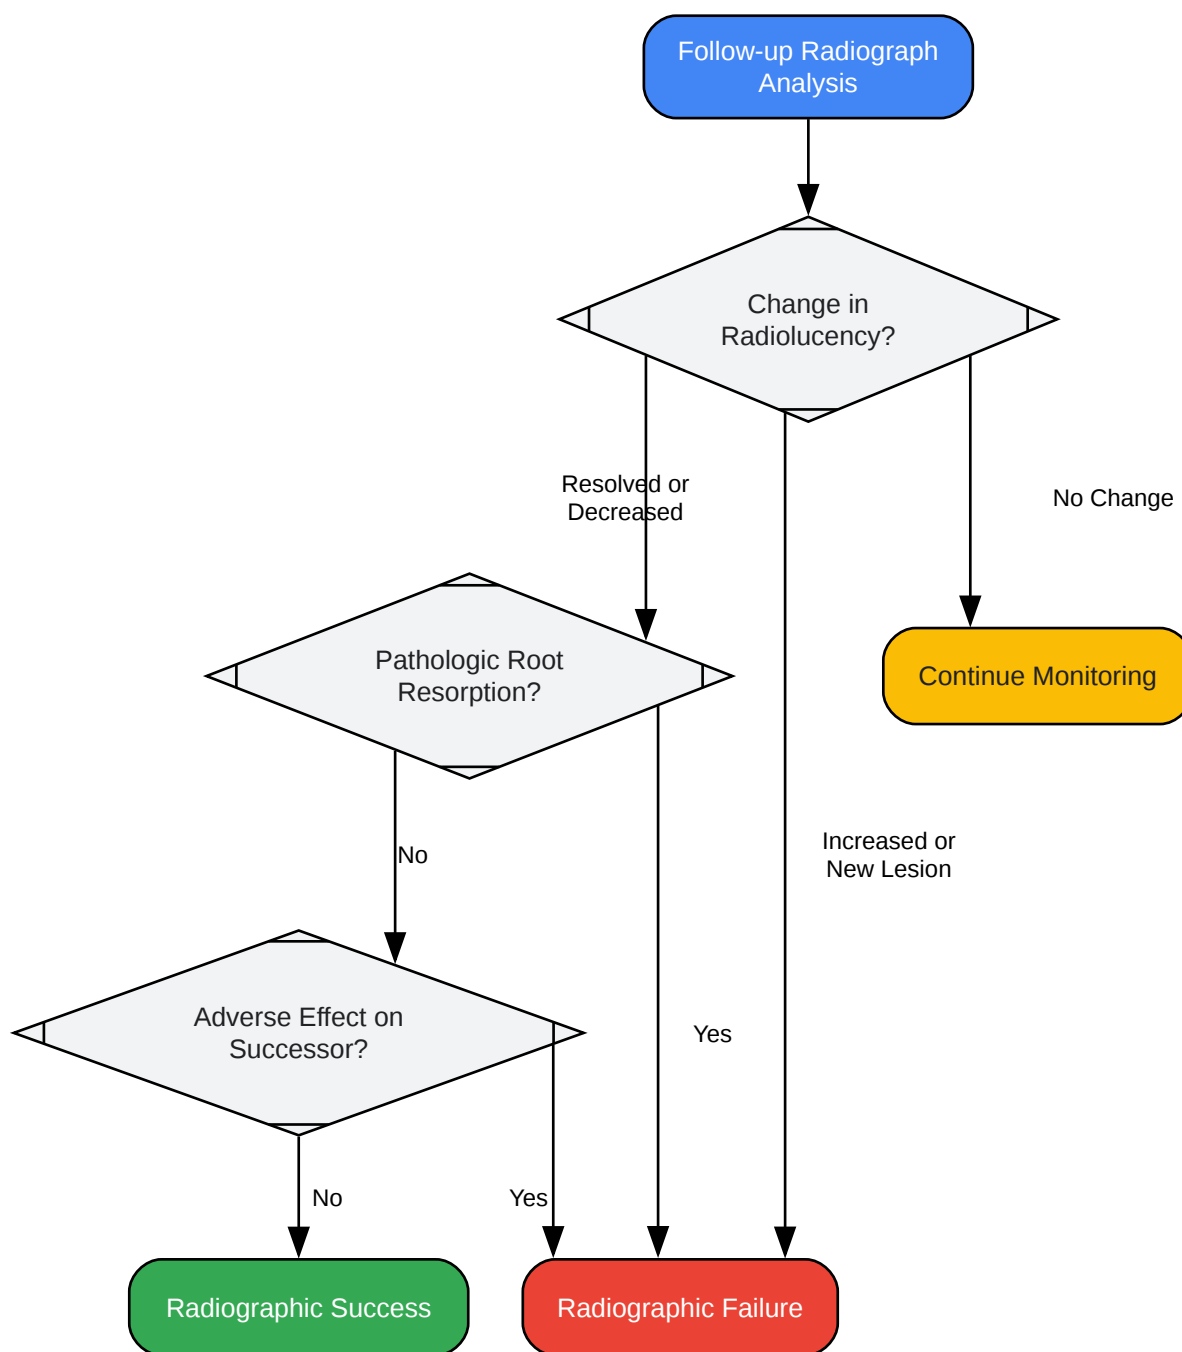 Follow-up Radiograph
Analysis
Change in
Radiolucency?
Resolved or
Decreased
No Change
Pathologic Root
Resorption?
Continue Monitoring
Increased or
New Lesion
No
Adverse Effect on
Successor?
Yes
No
Yes
Radiographic Success
Radiographic Failure